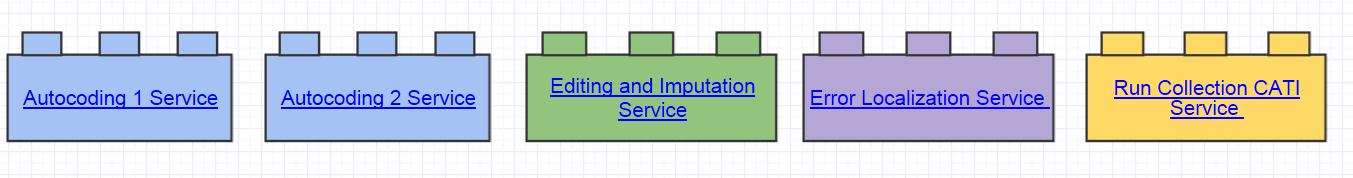 Autocoding 1 Service
Autocoding 2 Service
Editing and Imputation
Service
Error Localization Service
Run Collection CATI
Service